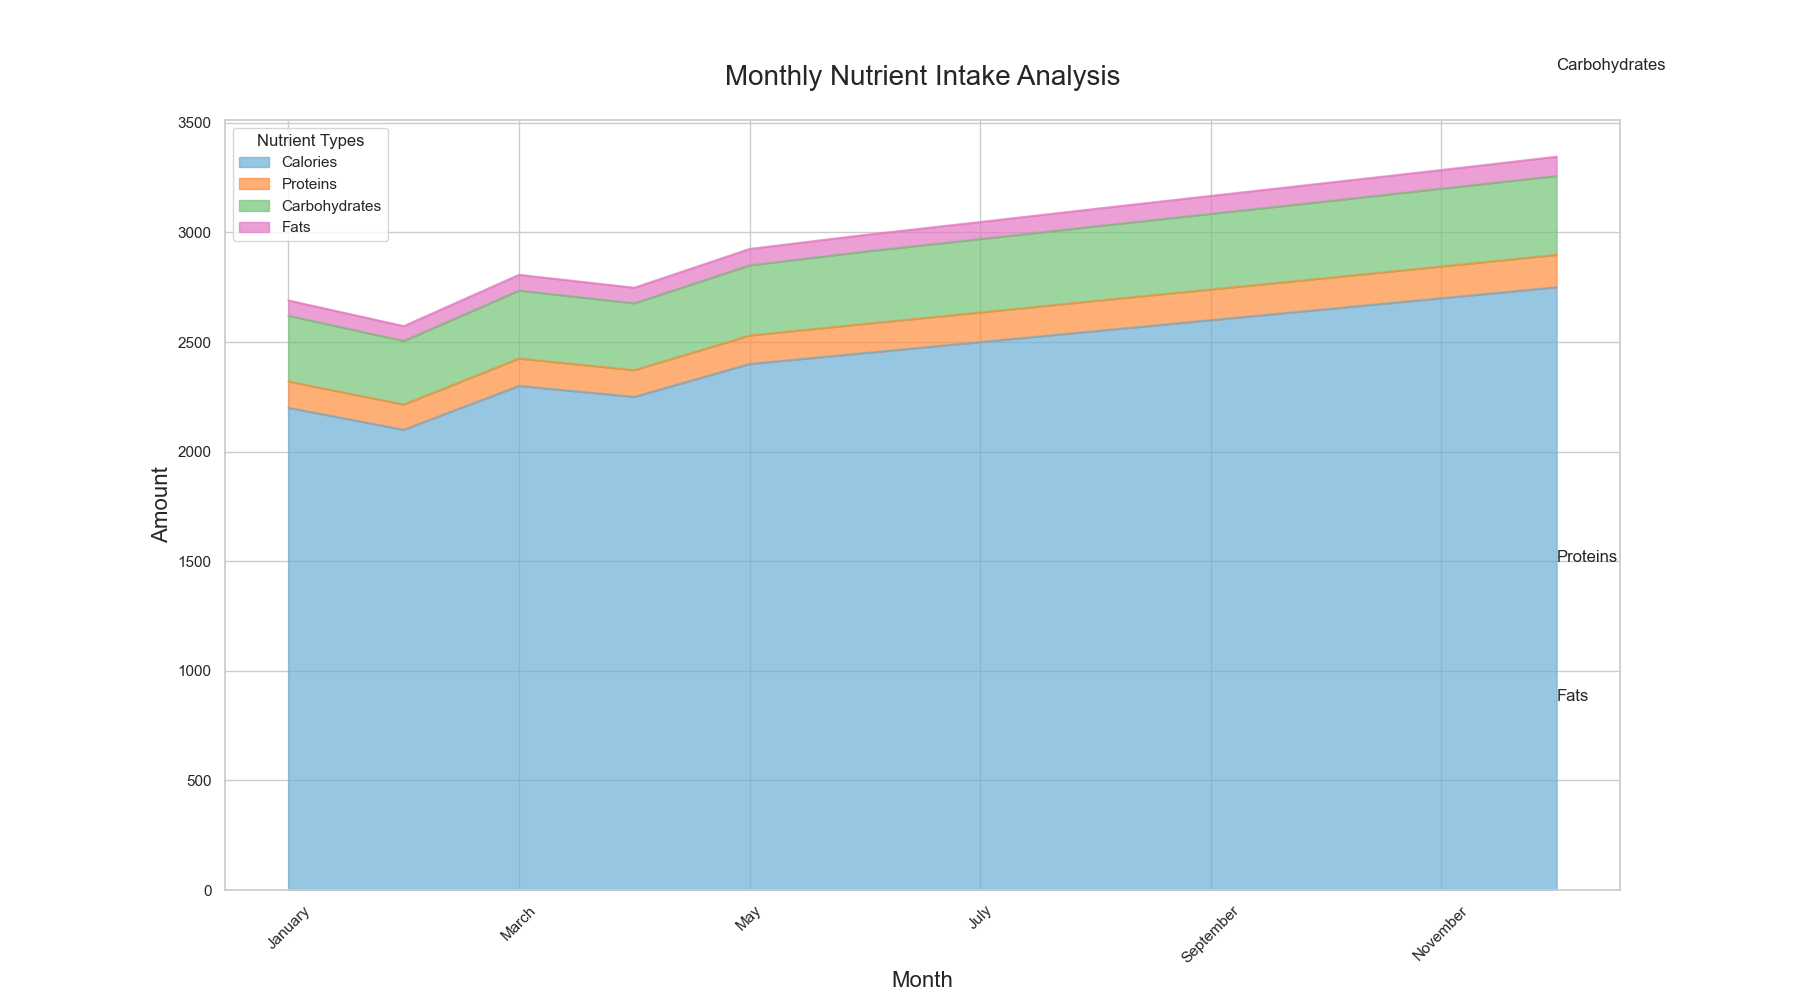 Carbohydrates
Monthly Nutrient Intake Analysis
3500
Nutrient Types
Calories
Proteins
Carbohydrates
Fats
3000
2500
2000
Amount
1500
Proteins
1000
Fats
500
0
January
March
May
July
September
November
Month